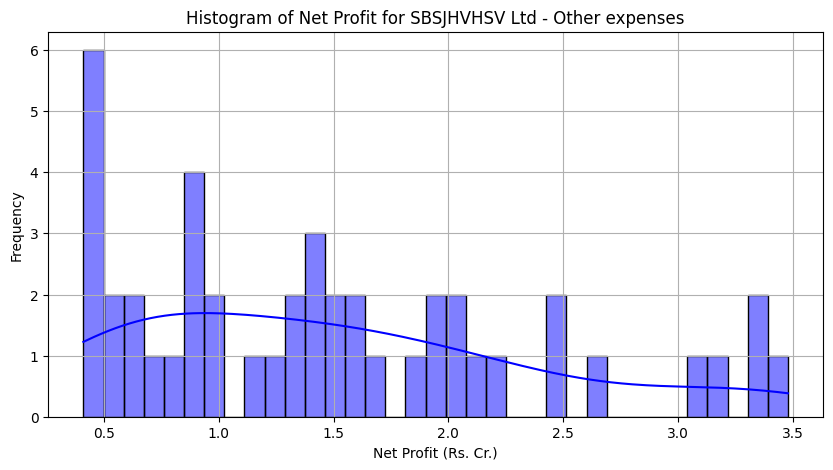 Histogram of Net Profit for SBSJHVHSV Ltd - Other expenses
6
5
4
3
2
1
0
Frequency
0.5 1.0 1.5 2.0 2.5 3.0 3.5
Net Profit (Rs. Cr.)